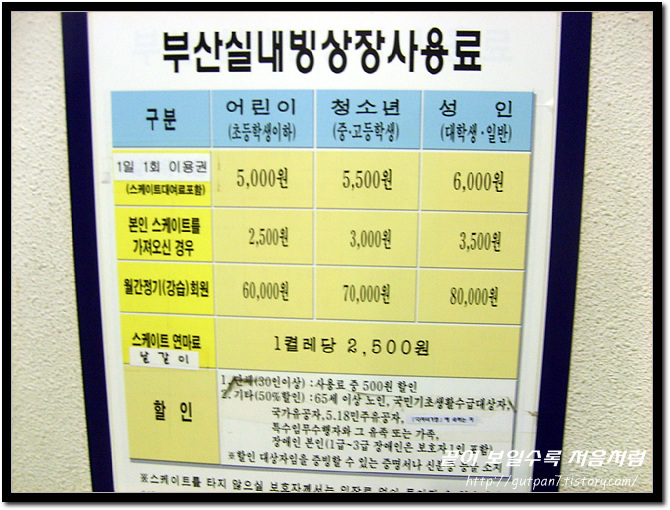 부산실내빙상장사용료
구분
어린이
(초등학생이하)
청소년
(중·고등학생)
성 인
(대학생·일반)
1일 1회 이용권
(스케이트대여료포함)
5,000원
5,500원
6,000원
본인 스케이트를
가져오신 경우
2,500원
3,000원
3,500원
월간정기(강습)회원
60,000원
70,000원
80,000원
스케이트 연마료
날갈이
1켤레당 2,500원
할 인
1. 단체(30인이상) : 사용료 중 500원 할인
2. 기타(50%할인) : 65세 이상 노인, 국민기초생활수급대상자,
국가유공자, 5.18민주유공자,
특수임무수행자와 그 유족 또는 가족,
장애인 본인(1급~3급 장애인은 보호자1인 포함)
※할인 대상자임을 증빙할 수 있는 증명서나 신분증 등을 소지
※스케이트를 타지 않으실 보호자께서는 입장료 없이
보일수록 처음처럼
http://gutpan7.tistory.com/